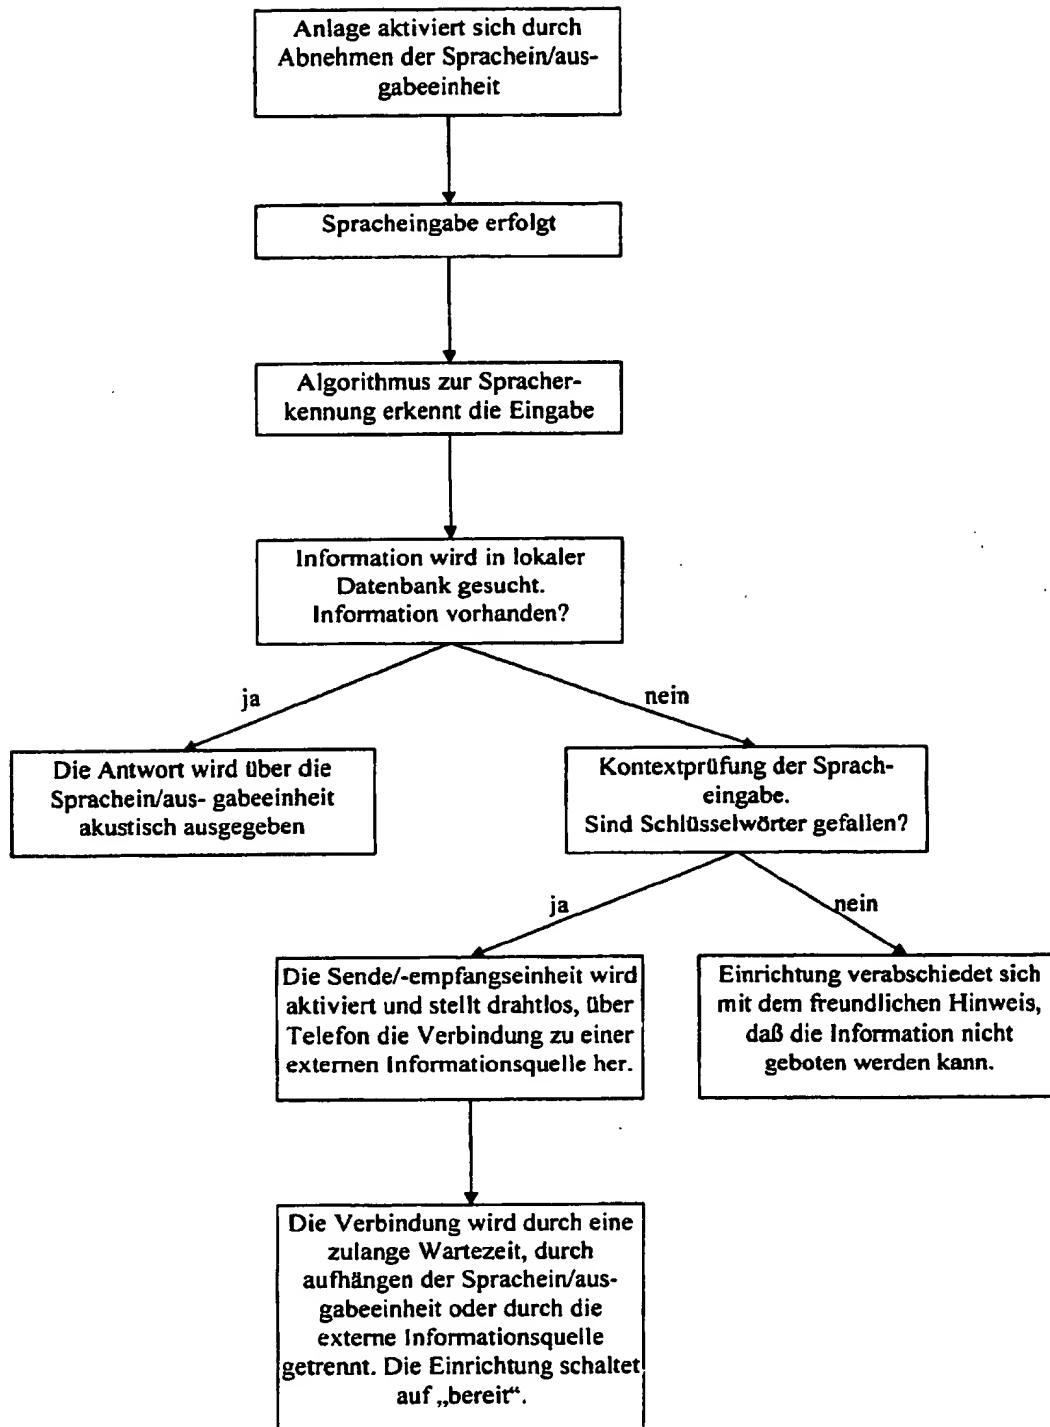 Anlage aktiviert sich durch
Abnehmen der Sprachein/aus-
gabeeinheit
Spracheingabe erfolgt
Algorithmus zur Spracher-
kennung erkennt die Eingabe
Information wird in lokaler
Datenbank gesucht.
Information vorhanden?
ja
nein
Die Antwort wird über die
Sprachein/aus- gabeeinheit
akustisch ausgegeben
Kontextprüfung der Sprach-
eingabe.
Sind Schlüsselwörter gefallen?
ja
nein
Die Sende/-empfangseinheit wird
aktiviert und stellt drahtlos, über
Telefon die Verbindung zu einer
externen Informationsquelle her.
Einrichtung verabschiedet sich
mit dem freundlichen Hinweis,
daß die Information nicht
geboten werden kann.
Die Verbindung wird durch eine
zulange Wartezeit, durch
aufhängen der Sprachein/aus-
gabeeinheit oder durch die
externe Informationsquelle
getrennt. Die Einrichtung schaltet
auf „bereit“.